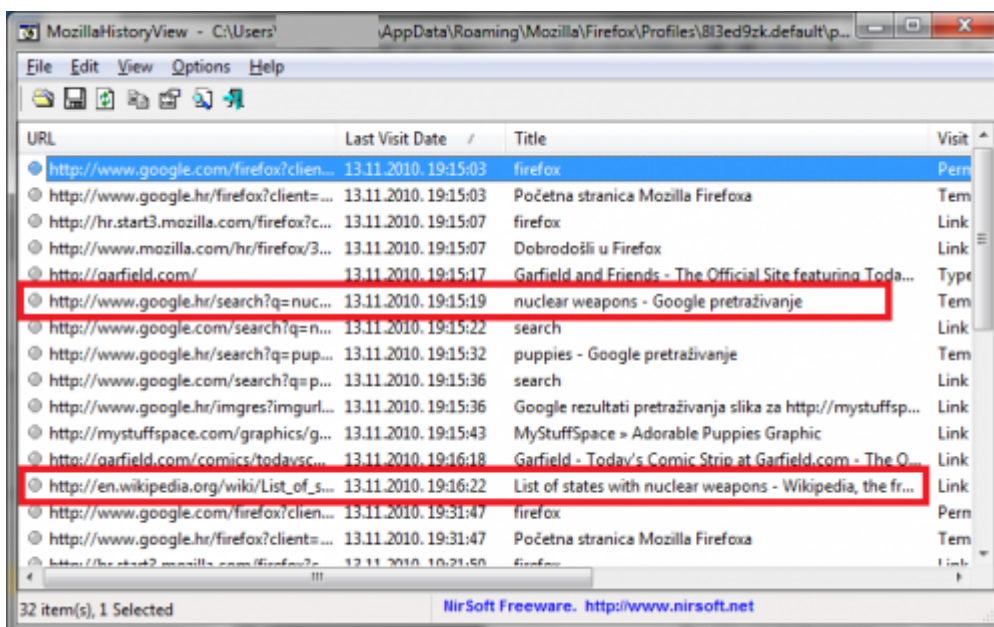 MozillaHistoryView - C:\Users' \AppData\Roaming\Mozilla\Firefox\Profiles\8l3ed9zk.default\p...
File Edit View Options Help
URL Last Visit Date / Title Visit
http://www.google.com/firefox?clien... 13.11.2010. 19:15:03 firefox Perm
http://www.google.hr/firefox?client=... 13.11.2010. 19:15:03 Početna stranica Mozilla Firefoxa Tem
http://hr.start3.mozilla.com/firefox?c... 13.11.2010. 19:15:07 firefox Link
http://www.mozilla.com/hr/firefox/3... 13.11.2010. 19:15:07 Dobrodošli u Firefox Link
http://garfield.com/ 13.11.2010. 19:15:17 Garfield and Friends - The Official Site featuring Toda... Type
http://www.google.hr/search?q=nuc... 13.11.2010. 19:15:19 nuclear weapons - Google pretraživanje Tem
http://www.google.com/search?q=n... 13.11.2010. 19:15:22 search Link
http://www.google.hr/search?q=pup... 13.11.2010. 19:15:32 puppies - Google pretraživanje Tem
http://www.google.com/search?q=p... 13.11.2010. 19:15:36 search Link
http://www.google.hr/imgres?imgurl... 13.11.2010. 19:15:36 Google rezultati pretraživanja slika za http://mystuffsp... Link
http://mystuffspace.com/graphics/g... 13.11.2010. 19:15:43 MyStuffSpace » Adorable Puppies Graphic Link
http://garfield.com/comics/todaysc... 13.11.2010. 19:16:18 Garfield - Today's Comic Strip at Garfield.com - The O... Link
http://en.wikipedia.org/wiki/List_of_s... 13.11.2010. 19:16:22 List of states with nuclear weapons - Wikipedia, the fr... Link
http://www.google.com/firefox?clien... 13.11.2010. 19:31:47 firefox Perm
http://www.google.hr/firefox?client=... 13.11.2010. 19:31:47 Početna stranica Mozilla Firefoxa Tem
http://hr.start3.mozilla.com/firefox?c... 13.11.2010. 19:31:50 firefox Link
32 item(s), 1 Selected NirSoft Freeware. http://www.nirsoft.net